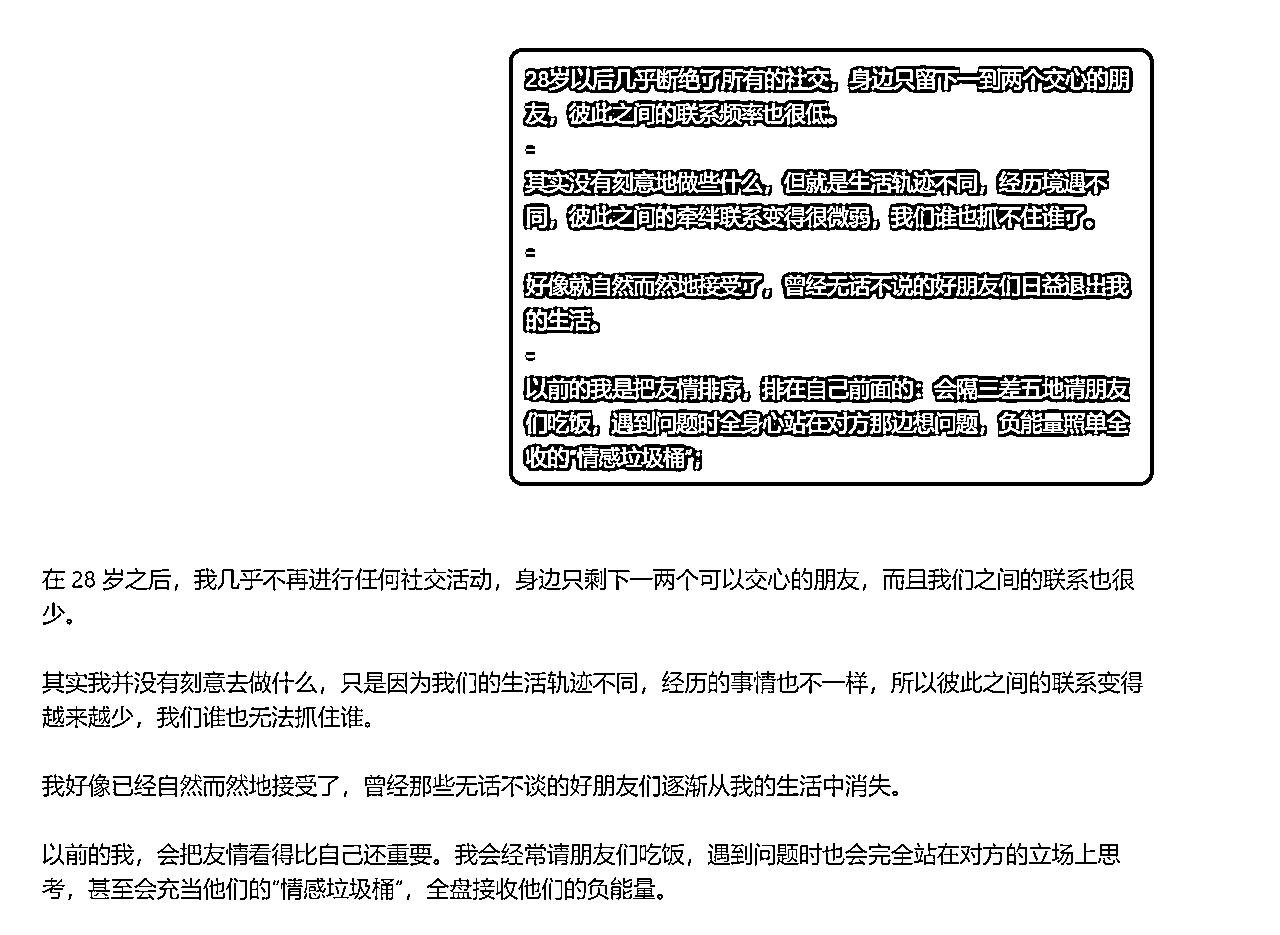 28岁以后几乎断绝了所有的社交，身边只留下一到两个交心的朋
友，彼此之间的联系频率也很低。
=
其实没有刻意地做些什么，但就是生活轨迹不同，经历境遇不
同，彼此之间的牵绊联系变得很微弱，我们谁也抓不住谁了。
=
好像就自然而然地接受了，曾经无话不说的好朋友们日益退出我
的生活。
=
以前的我是把友情排序，排在自己前面的：会隔三差五地请朋友
们吃饭，遇到问题时全身心站在对方那边想问题，负能量照单全
收的“情感垃圾桶”；
在 28 岁之后，我几乎不再进行任何社交活动，身边只剩下一两个可以交心的朋友，而且我们之间的联系也很
少。
其实我并没有刻意去做什么，只是因为我们的生活轨迹不同，经历的事情也不一样，所以彼此之间的联系变得
越来越少，我们谁也无法抓住谁。
我好像已经自然而然地接受了，曾经那些无话不谈的好朋友们逐渐从我的生活中消失。
以前的我，会把友情看得比自己还重要。我会经常请朋友们吃饭，遇到问题时也会完全站在对方的立场上思
考，甚至会充当他们的“情感垃圾桶”，全盘接收他们的负能量。